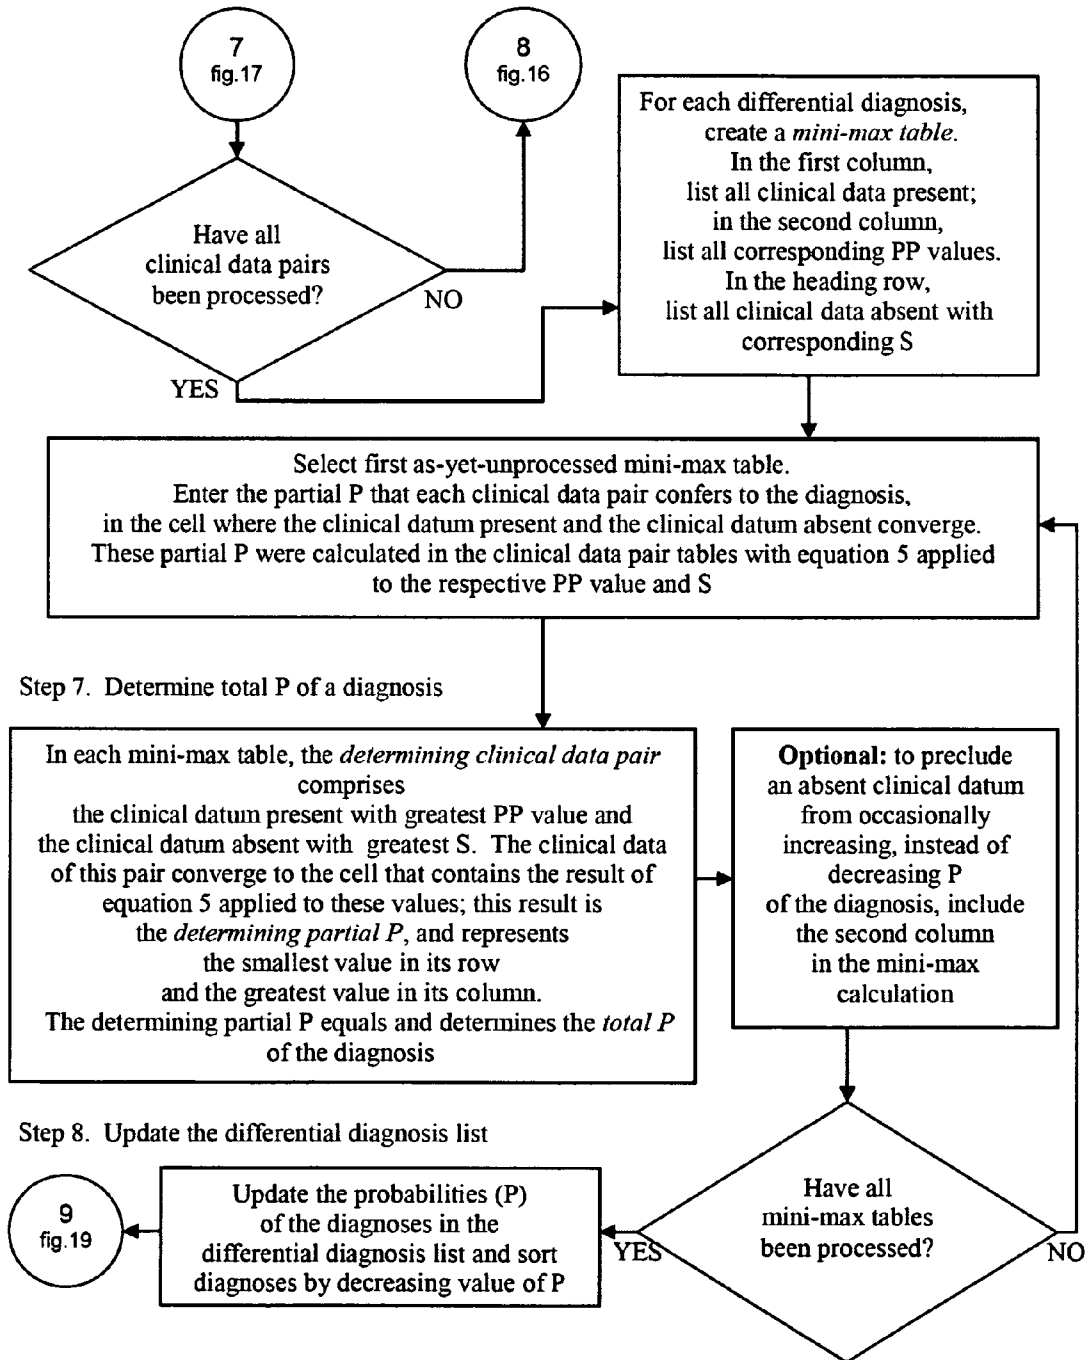 7
fig.17
8
fig.16
For each differential diagnosis,
create a mini-max table.
In the first column,
list all clinical data present;
in the second column,
list all corresponding PP values.
In the heading row,
list all clinical data absent with
corresponding S
Have all
clinical data pairs
been processed?
NO
YES
Select first as-yet-unprocessed mini-max table.
Enter the partial P that each clinical data pair confers to the diagnosis,
in the cell where the clinical datum present and the clinical datum absent converge.
These partial P were calculated in the clinical data pair tables with equation 5 applied
to the respective PP value and S
Step 7. Determine total P of a diagnosis
In each mini-max table, the determining clinical data pair
comprises
the clinical datum present with greatest PP value and
the clinical datum absent with greatest S. The clinical data
of this pair converge to the cell that contains the result of
equation 5 applied to these values; this result is
the determining partial P, and represents
the smallest value in its row
and the greatest value in its column.
The determining partial P equals and determines the total P
of the diagnosis
Optional: to preclude
an absent clinical datum
from occasionally
increasing, instead of
decreasing P
of the diagnosis, include
the second column
in the mini-max
calculation
Step 8. Update the differential diagnosis list
9
fig.19
Update the probabilities (P)
of the diagnoses in the
differential diagnosis list and sort
diagnoses by decreasing value of P
YES
Have all
mini-max tables
been processed?
NO